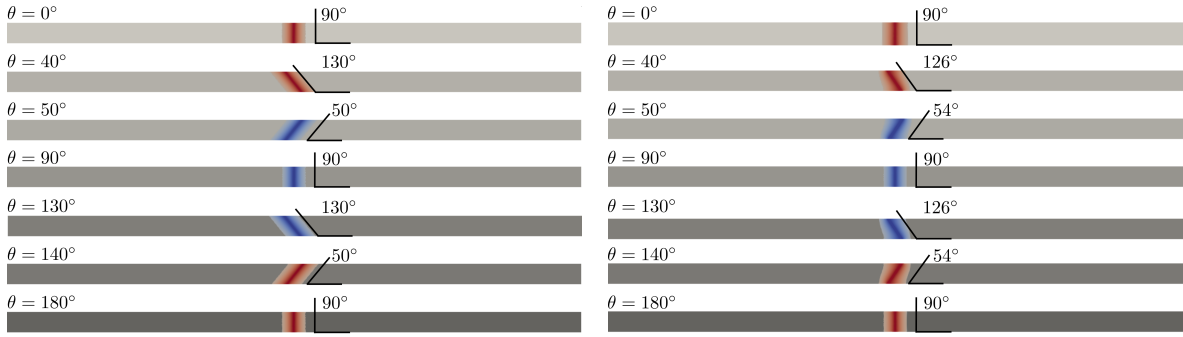 θ = 0°
90°
θ = 40°
130°
θ = 50°
50°
θ = 90°
90°
θ = 130°
130°
θ = 140°
50°
θ = 180°
90°
θ = 0°
90°
θ = 40°
126°
θ = 50°
54°
θ = 90°
90°
θ = 130°
126°
θ = 140°
54°
θ = 180°
90°